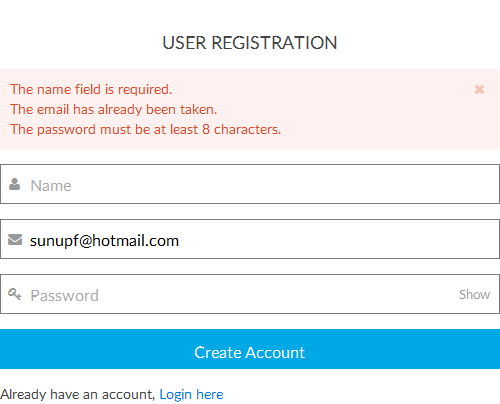 USER REGISTRATION
The name field is required.
The email has already been taken.
The password must be at least 8 characters.
Name
sunupf@hotmail.com
Password Show
Create Account
Already have an account, Login here